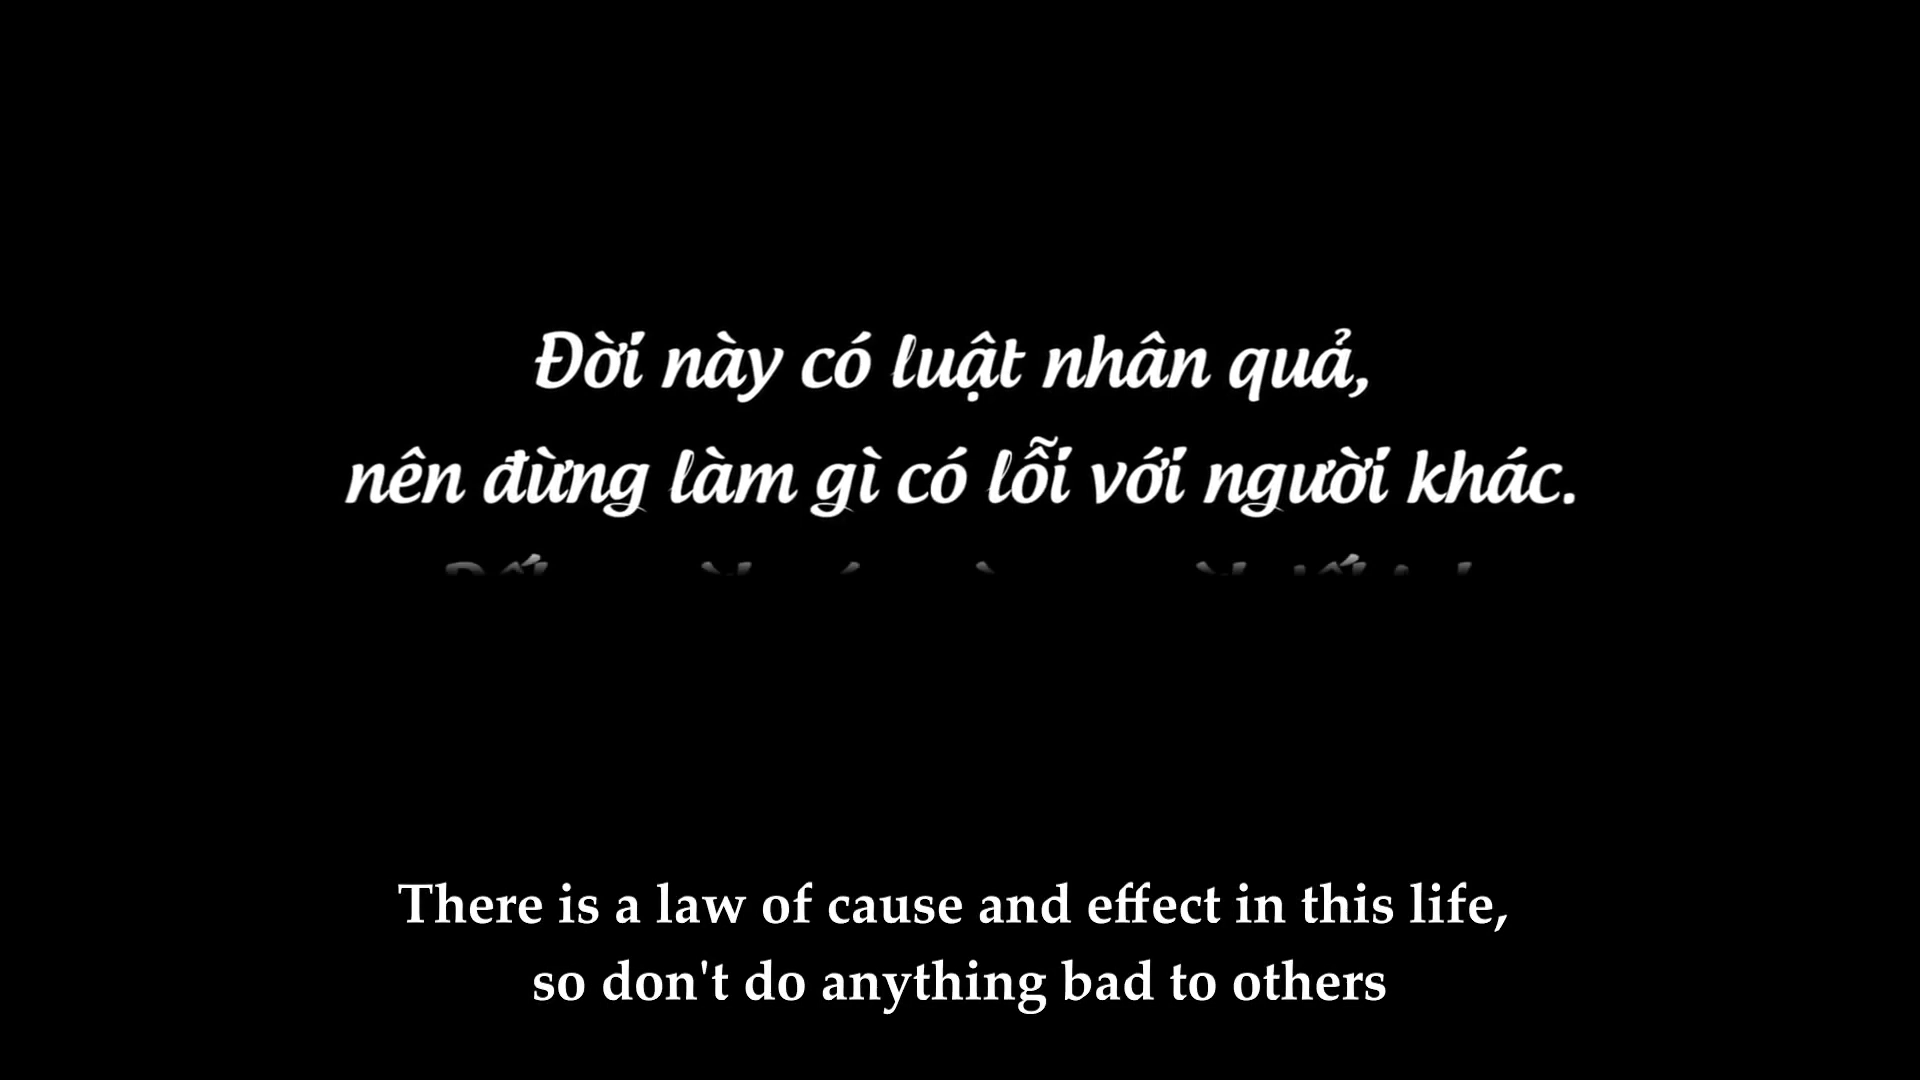 Đời này có luật nhân quả,
nên đừng làm gì có lỗi với người khác.
There is a law of cause and effect in this life,
so don't do anything bad to others